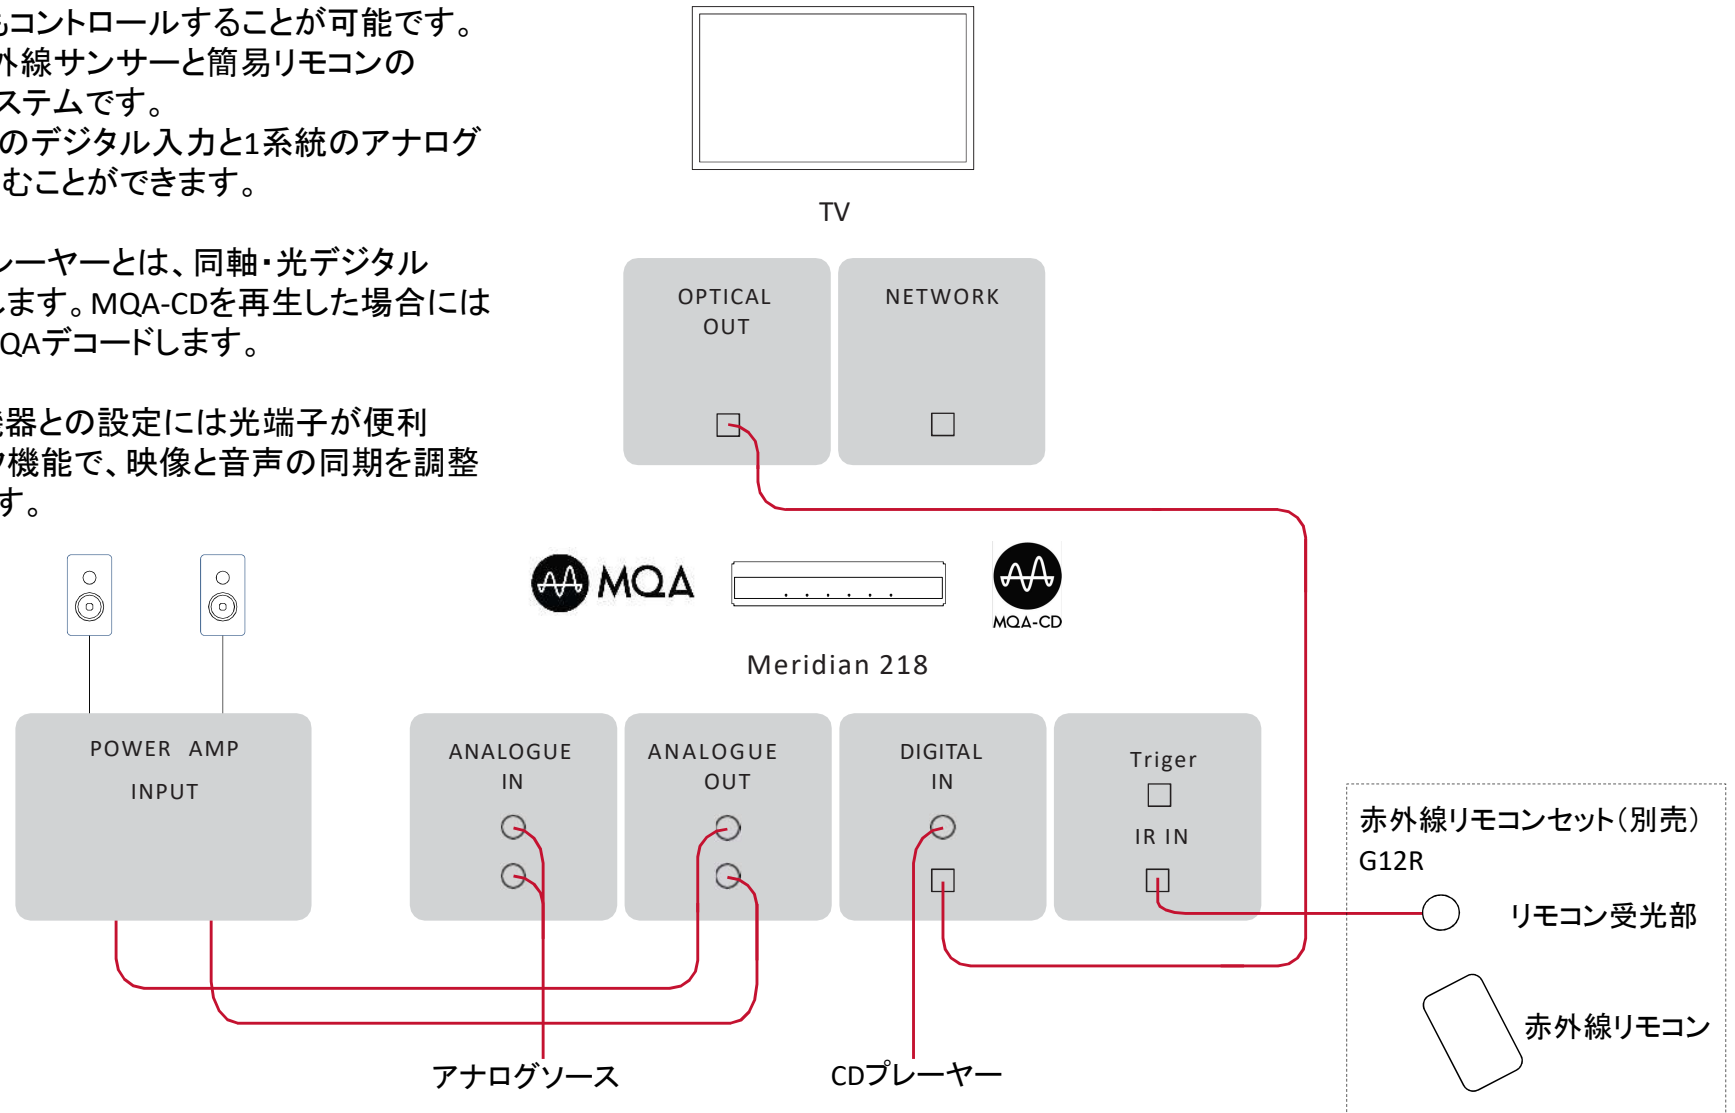 もコントロールすることが可能です。
外線サンサーと簡易リモコンの
ステムです。
のデジタル入力と1系統のアナログ
むことができます。
レーヤーとは、同軸・光デジタル
します。MQA-CDを再生した場合には
QAデコードします。
機器との設定には光端子が便利
ク機能で、映像と音声の同期を調整
す。
TV
OPTICAL
OUT
NETWORK
MQA
MQA-CD
Meridian 218
POWER AMP
INPUT
ANALOGUE
IN
ANALOGUE
OUT
DIGITAL
IN
Triger
IR IN
赤外線リモコンセット（別売）
G12R
リモコン受光部
赤外線リモコン
アナログソース
CDプレーヤー